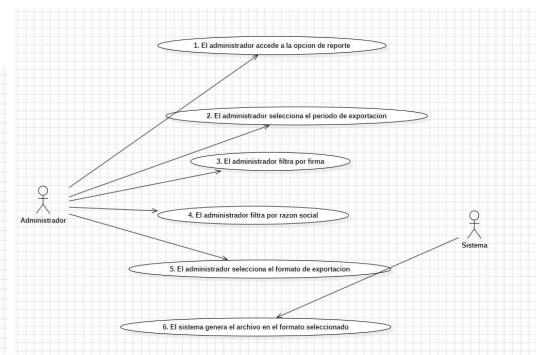 1. El administrador accede a la opcion de reporte
2. El administrador selecciona el periodo de exportacion
3. El administrador filtra por firma
Administrador
4. El administrador filtra por razon social
Sistema
5. El administrador selecciona el formato de exportacion
6. El sistema genera el archivo en el formato seleccionado